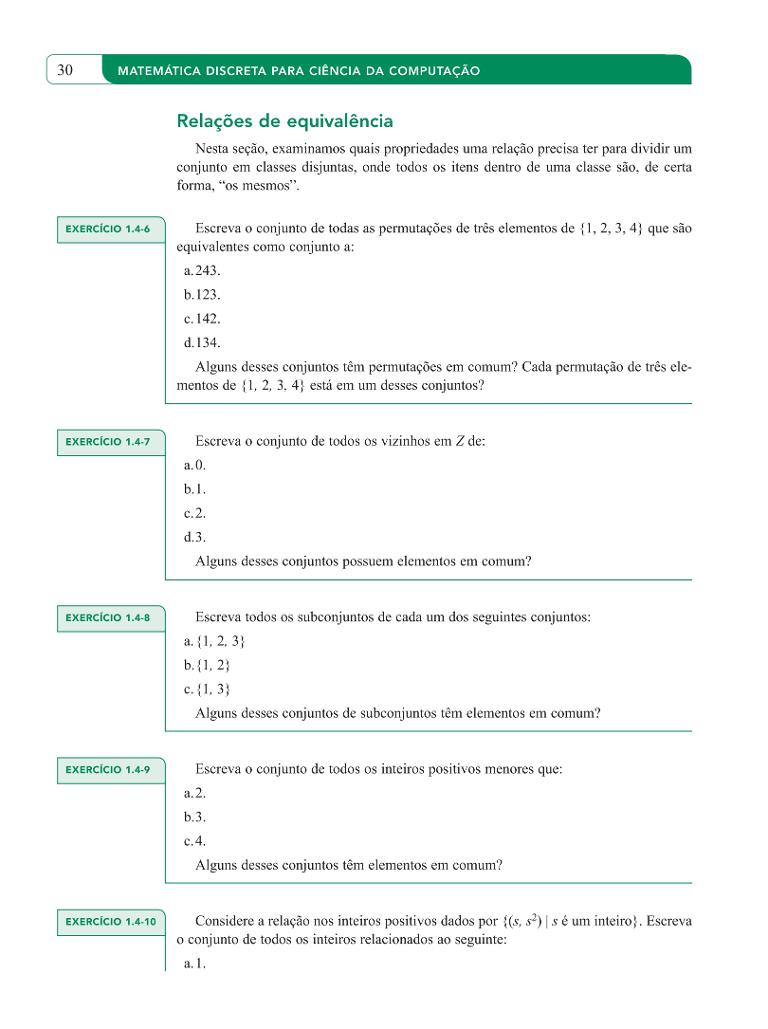 30
MATEMÁTICA DISCRETA PARA CIÊNCIA DA COMPUTAÇÃO
Relações de equivalência
Nesta seção, examinamos quais propriedades uma relação precisa ter para dividir um
conjunto em classes disjuntas, onde todos os itens dentro de uma classe são, de certa
forma, “os mesmos”.
EXERCÍCIO 1.4-6
Escreva o conjunto de todas as permutações de três elementos de {1, 2, 3, 4} que são
equivalentes como conjunto a:
a. 243.
b. 123.
c. 142.
d. 134.
Alguns desses conjuntos têm permutações em comum? Cada permutação de três ele-
mentos de {1, 2, 3, 4} está em um desses conjuntos?
EXERCÍCIO 1.4-7
Escreva o conjunto de todos os vizinhos em Z de:
a. 0.
b. 1.
c. 2.
d. 3.
Alguns desses conjuntos possuem elementos em comum?
EXERCÍCIO 1.4-8
Escreva todos os subconjuntos de cada um dos seguintes conjuntos:
a. {1, 2, 3}
b. {1, 2}
c. {1, 3}
Alguns desses conjuntos de subconjuntos têm elementos em comum?
EXERCÍCIO 1.4-9
Escreva o conjunto de todos os inteiros positivos menores que:
a. 2.
b. 3.
c. 4.
Alguns desses conjuntos têm elementos em comum?
EXERCÍCIO 1.4-10
Considere a relação nos inteiros positivos dados por {(s, s²) | s é um inteiro}. Escreva
o conjunto de todos os inteiros relacionados ao seguinte:
a. 1.